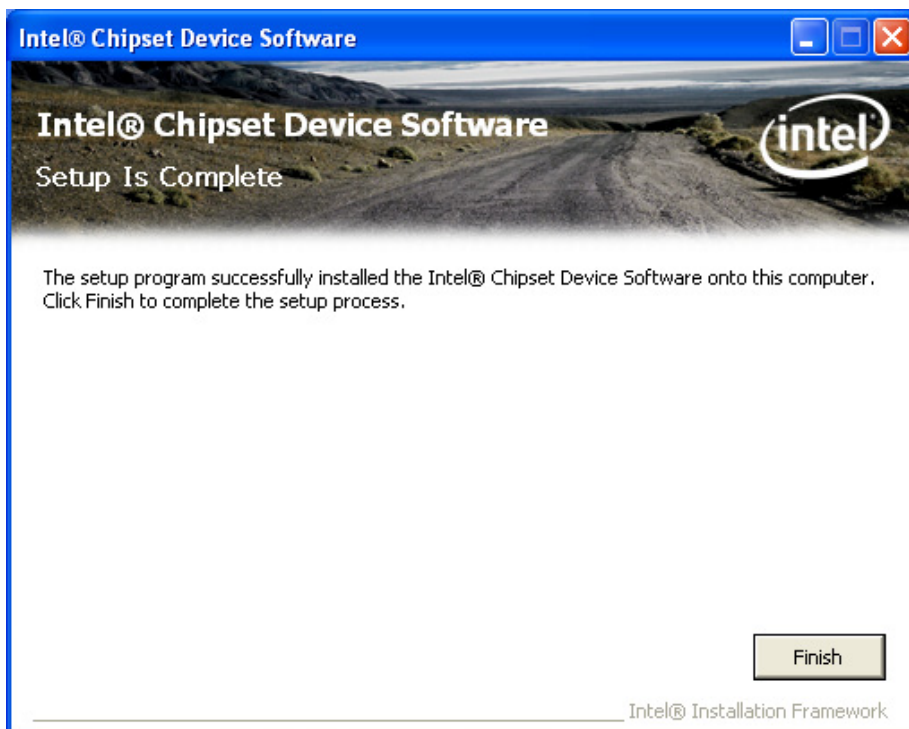 Intel® Chipset Device Software
Intel® Chipset Device Software
Setup Is Complete
intel
The setup program successfully installed the Intel® Chipset Device Software onto this computer.
Click Finish to complete the setup process.
Finish
Intel® Installation Framework